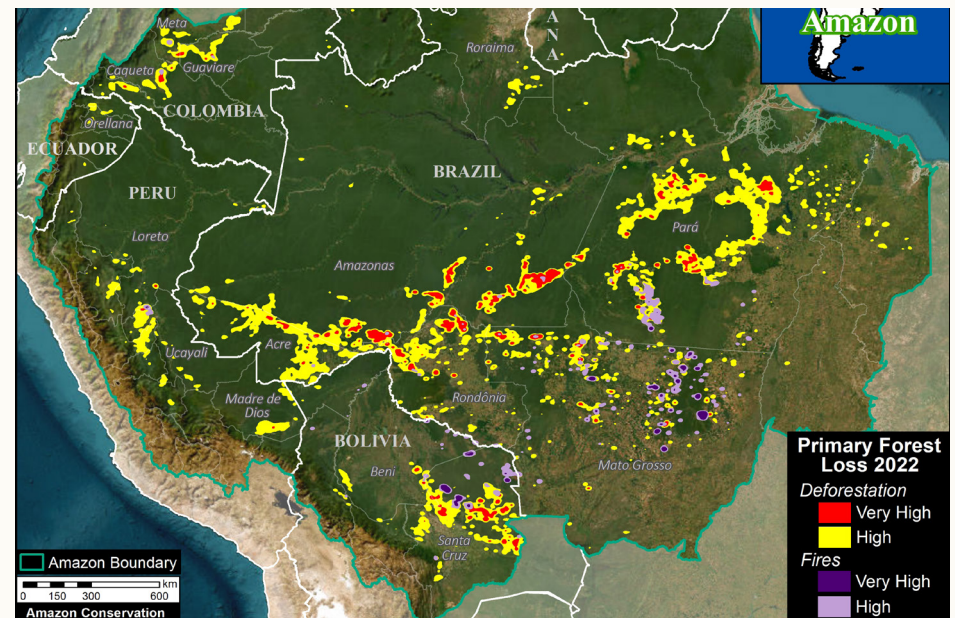 Meta
Caqueta
Guaviare
COLOMBIA
Orellana
ECUADOR
PERU
Loreto
Roraima
A
N
A
Amazon
BRAZIL
Amazonas
Pará
Ucayali
Acre
Madre de
Dios
Rondônia
BOLIVIA
Beni
Mato Grosso
Santa
Cruz
Amazon Boundary
km
0 150 300 600
Amazon Conservation
Primary Forest
Loss 2022
Deforestation
Very High
High
Fires
Very High
High